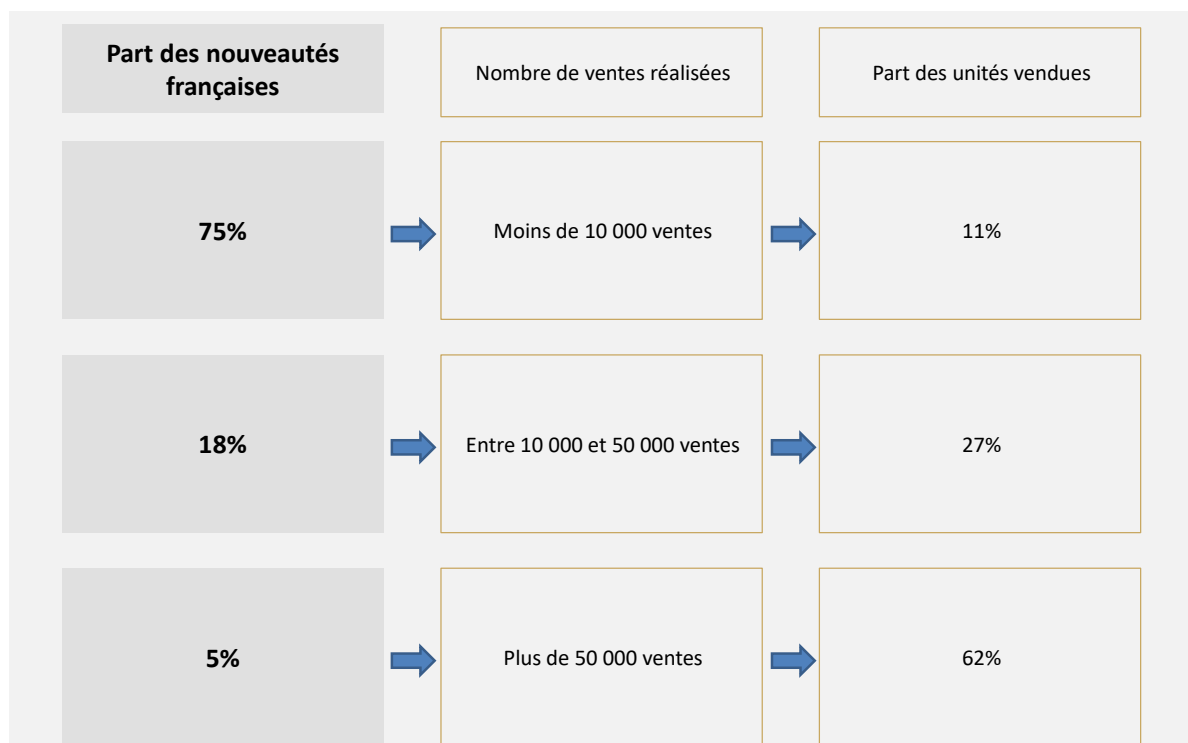 Part des nouveautés
françaises
Nombre de ventes réalisées
Part des unités vendues
75%
Moins de 10 000 ventes
11%
18%
Entre 10 000 et 50 000 ventes
27%
5%
Plus de 50 000 ventes
62%